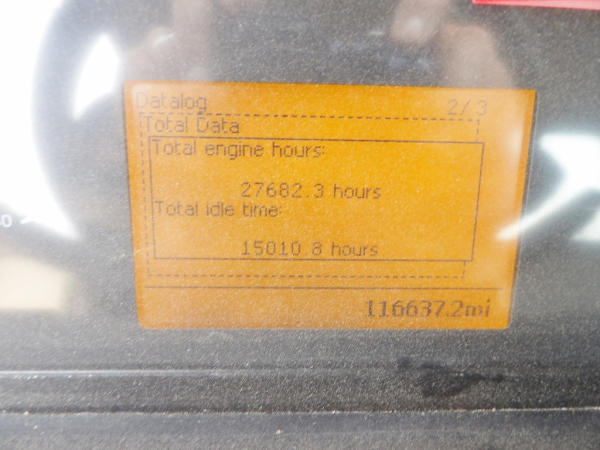 Datalog 2/3
Total Data
Total engine hours:
27682.3 hours
Total idle time:
15010.8 hours
116637.2mi